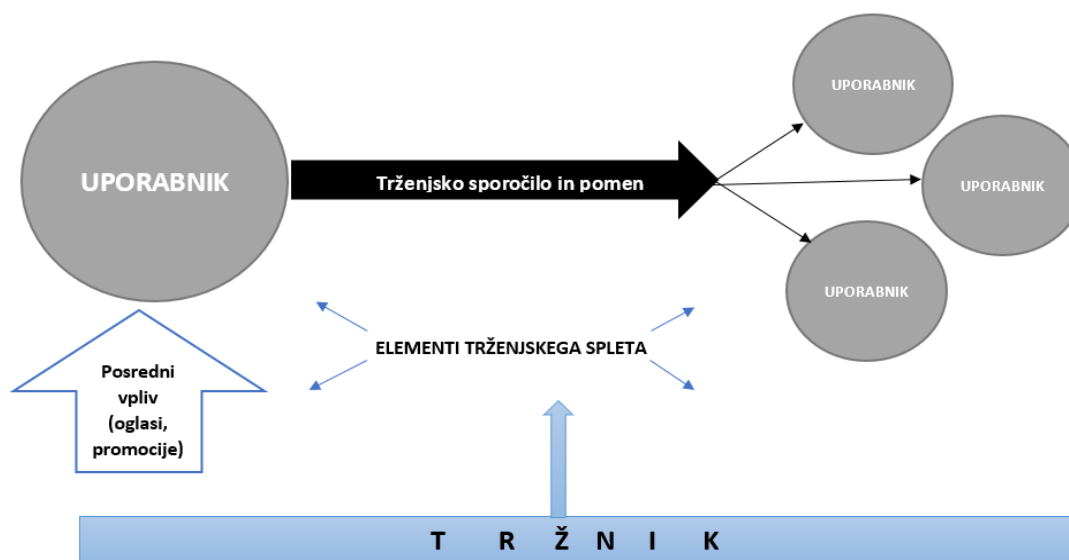 UPORABNIK
UPORABNIK
Trženjsko sporočilo in pomen
UPORABNIK
UPORABNIK
ELEMENTI TRŽENJSKEGA SPLETA
Posredni
vpliv
(oglasi,
promocije)
T R Ž N I K